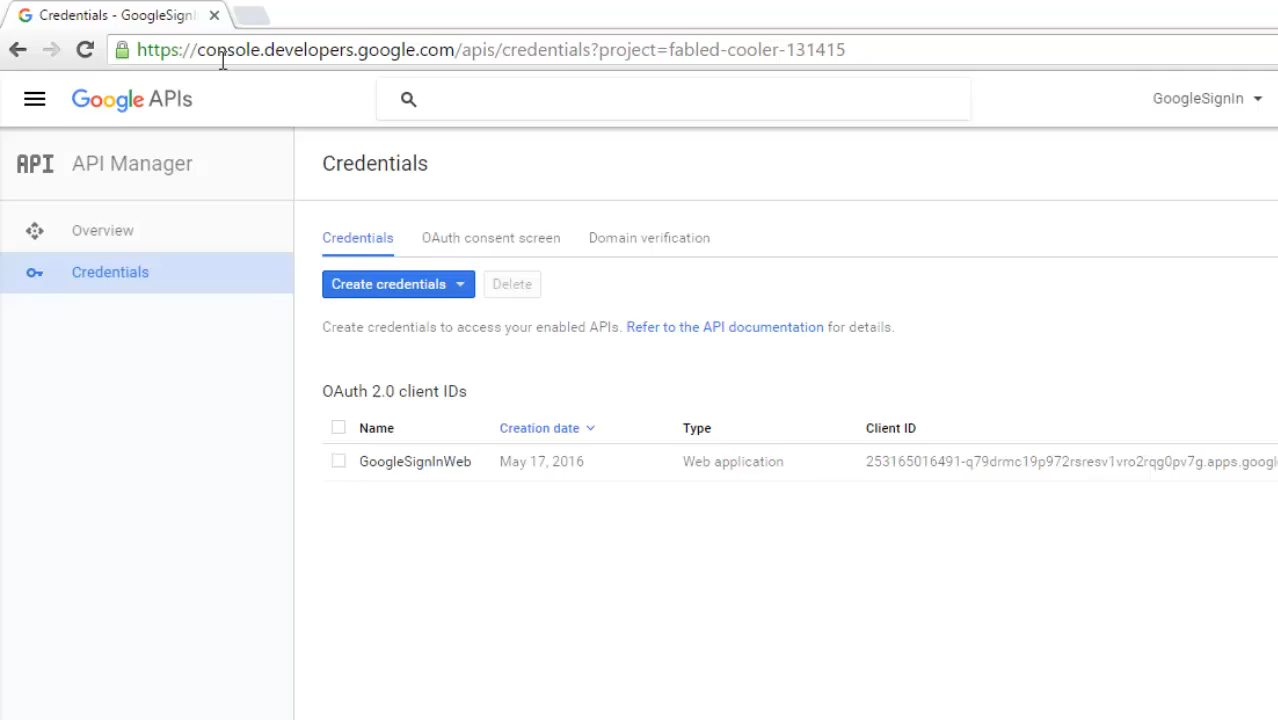 Credentials - GoogleSignI
https://console.developers.google.com/apis/credentials?project=fabled-cooler-131415
Google APIs
GoogleSignIn
API API Manager
Credentials
Overview
Credentials
Credentials OAuth consent screen Domain verification
Create credentials Delete
Create credentials to access your enabled APIs. Refer to the API documentation for details.
OAuth 2.0 client IDs
Name Creation date Type Client ID
GoogleSignInWeb May 17, 2016 Web application 253165016491-q79drmc19p972rsresv1vro2rqg0pv7g.apps.googl